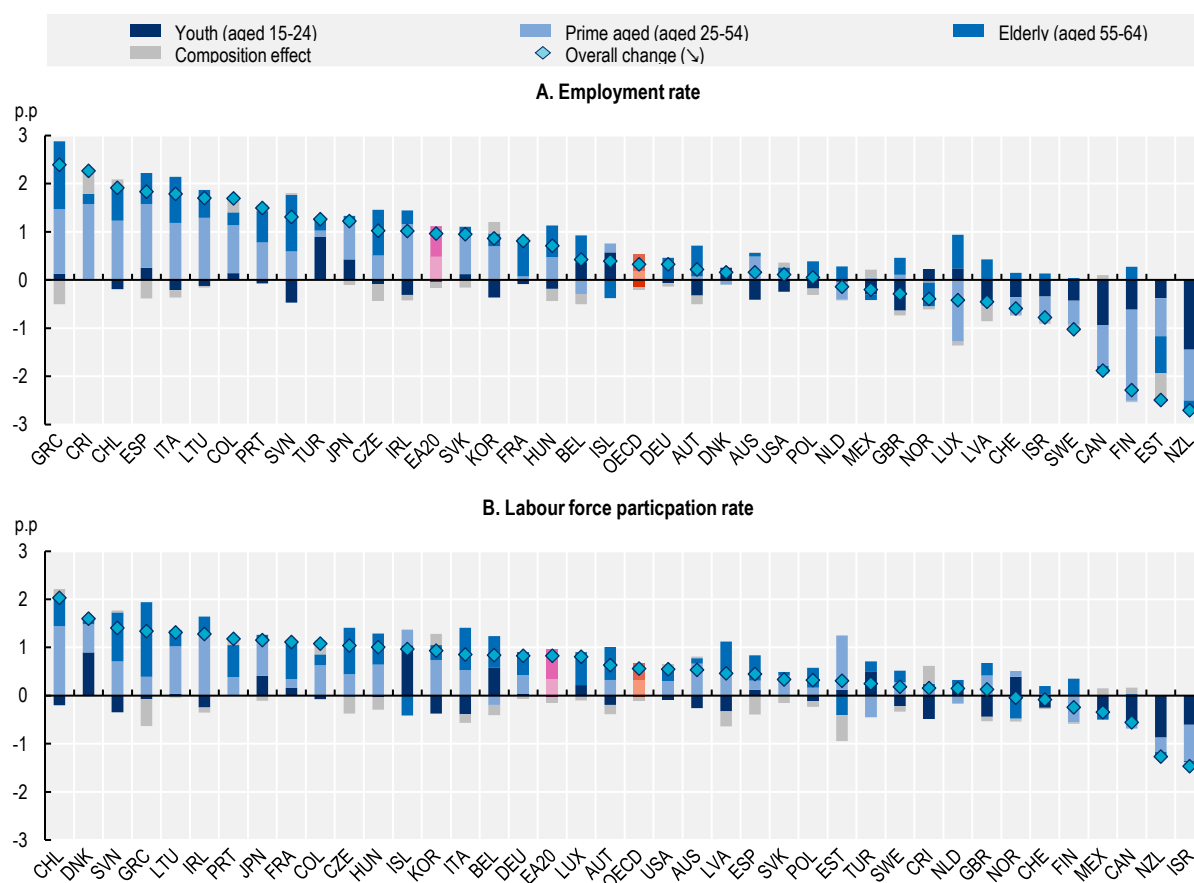 Youth (aged 15-24) Prime aged (aged 25-54) Elderly (aged 55-64)
Composition effect Overall change (↘)
A. Employment rate
p.p
3
2
1
0
-1
-2
-3
GRC CRI CHL ESP ITA LTU COL PRT SVN TUR JPN CZE IRL EA20 SVK KOR FRA HUN BEL ISL OECD DEU AUT DNK AUS USA POL NLD MEX GBR NOR LUX LVA CHE ISR SWE CAN FIN EST NZL
B. Labour force particpation rate
p.p
3
2
1
0
-1
-2
-3
CHL DNK SVN GRC LTU IRL PRT JPN FRA COL CZE HUN ISL KOR ITA BEL DEU EA20 LUX AUT OECD USA AUS LVA ESP SVK POL EST TUR SWE CRI NLD GBR NOR CHE FIN MEX CAN NZL ISR